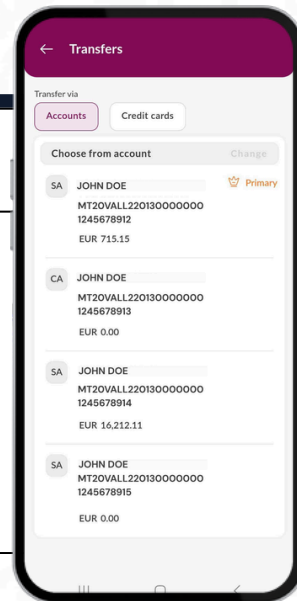 Transfers
Transfer via
Accounts
Credit cards
Choose from account
Change
SA
JOHN DOE
Primary
MT20VALL220130000000
1245678912
EUR 715.15
CA
JOHN DOE
MT20VALL220130000000
1245678913
EUR 0.00
SA
JOHN DOE
MT20VALL220130000000
1245678914
EUR 16,212.11
SA
JOHN DOE
MT20VALL220130000000
1245678915
EUR 0.00